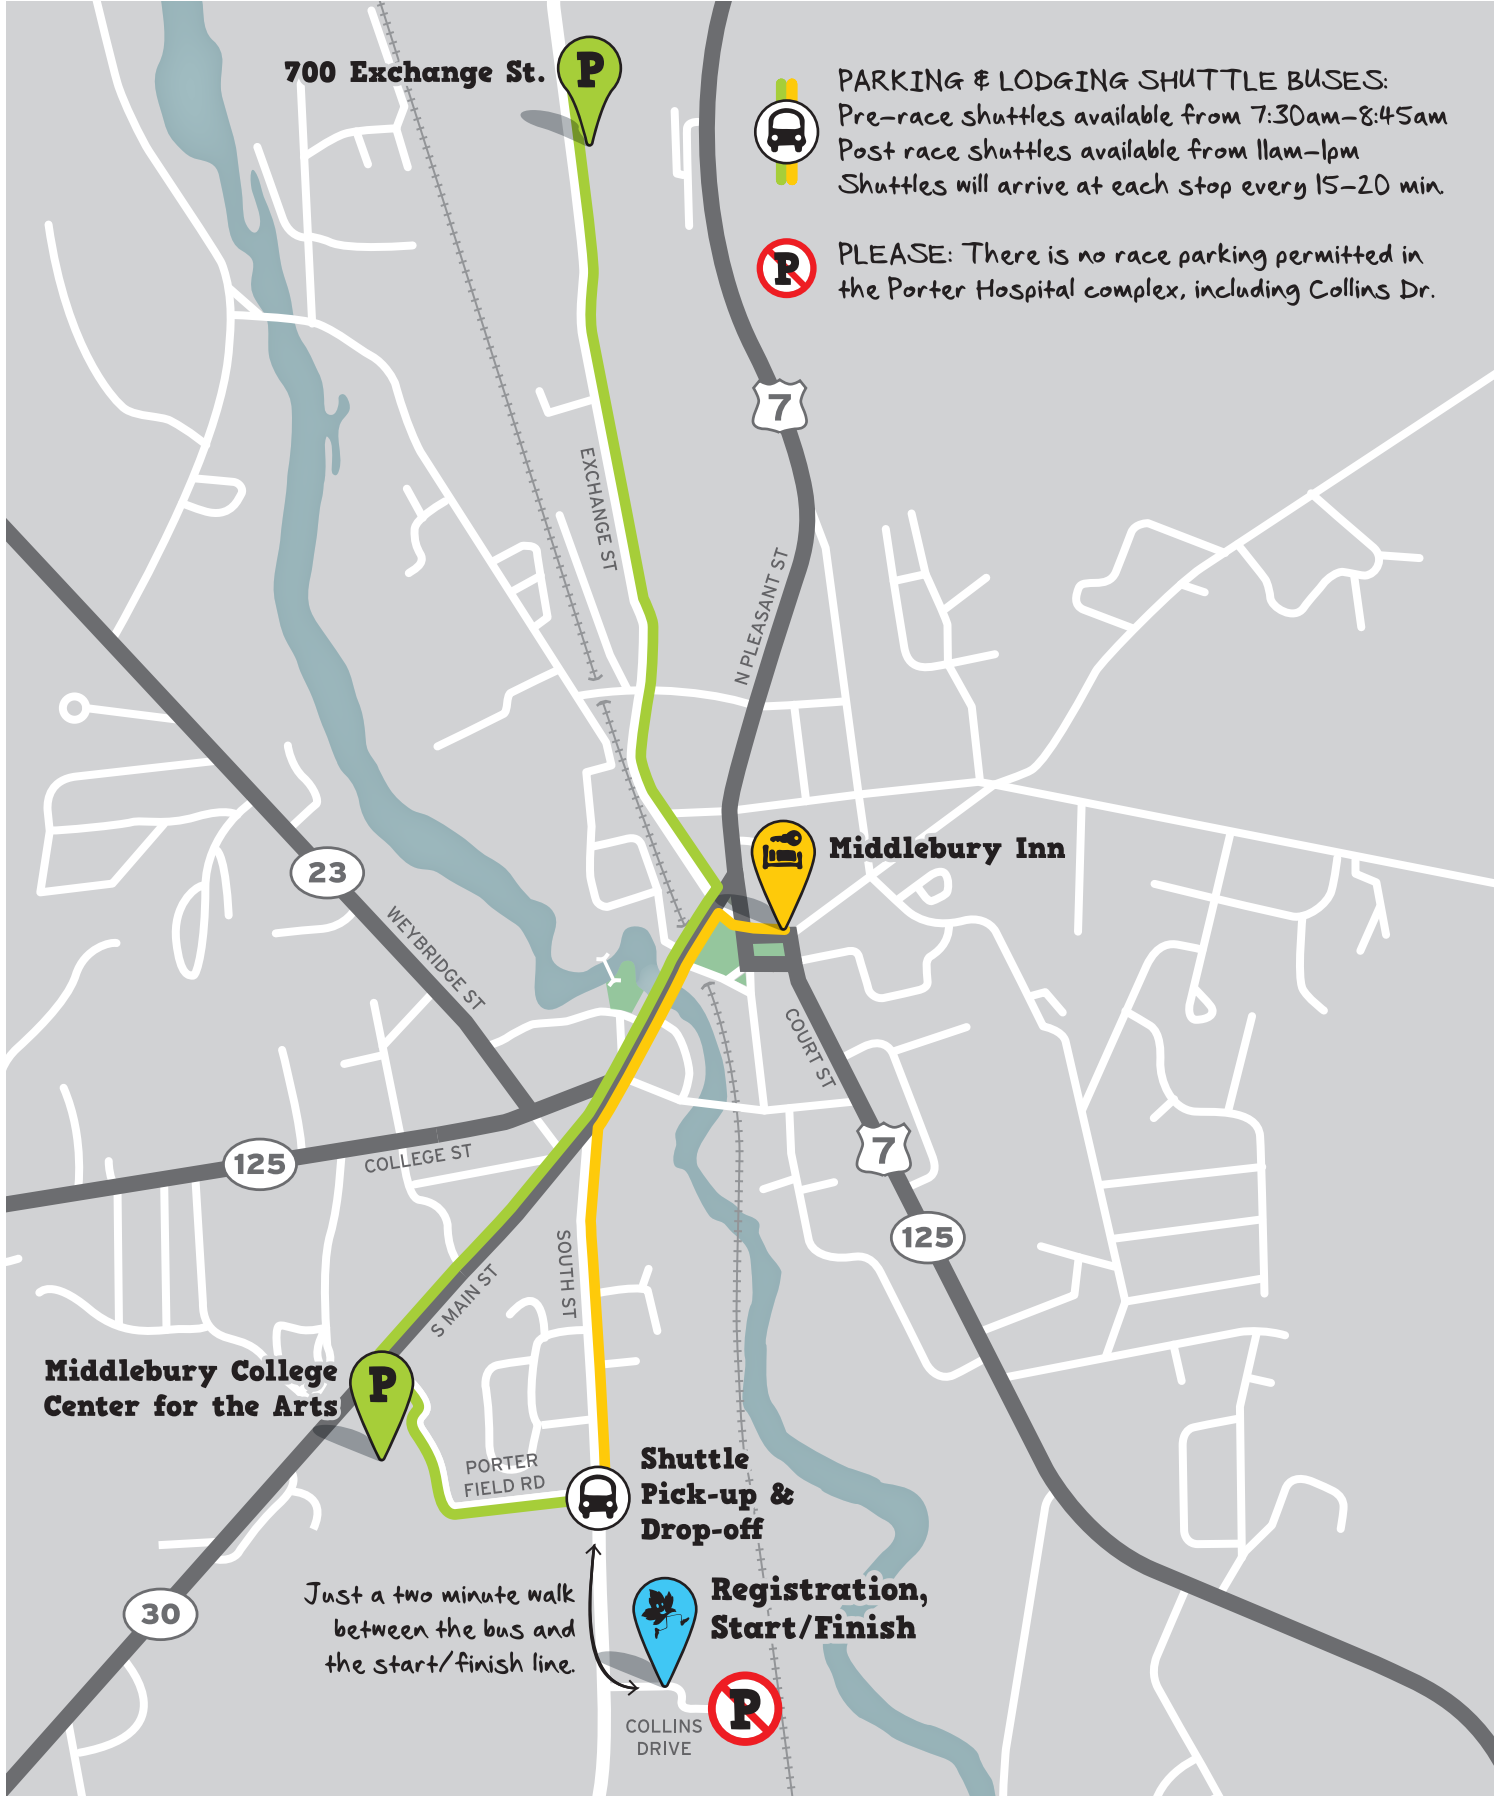 700 Exchange St.
P
PARKING & LODGING SHUTTLE BUSES:
Pre-race shuttles available from 7:30am-8:45am
Post race shuttles available from 11am-1pm
Shuttles will arrive at each stop every 15-20 min.
P
PLEASE: There is no race parking permitted in
the Porter Hospital complex, including Collins Dr.
7
EXCHANGE ST
N PLEASANT ST
Middlebury Inn
23
WEYBRIDGE ST
COURT ST
7
125
COLLEGE ST
125
SOUTH ST
S MAIN ST
Middlebury College
Center for the Arts
P
PORTER
FIELD RD
Shuttle
Pick-up &
Drop-off
30
Just a two minute walk
between the bus and
the start/finish line.
Registration,
Start/Finish
P
COLLINS
DRIVE